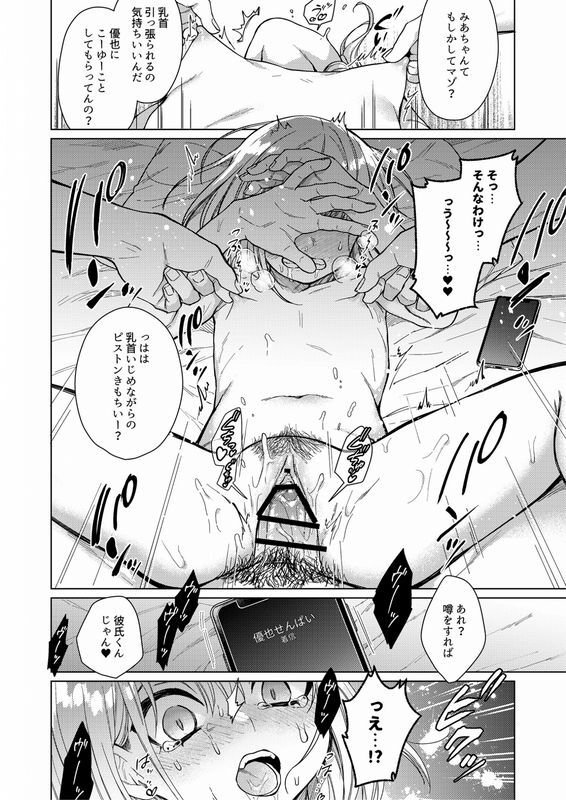 みあちゃんて
もしかしてマゾ?
乳首
引っ張られるの
気持ちいいんだ
優也に
こーゆーこと
してもらってんの?
そっ…
そんなわけっ…
っう~~~っ…♥
っはは
乳首いじめながらの
ピストンきもちいー?
あれ?
噂をすれば
優也せんぱい
着信
彼氏くん
じゃん♥
っえ…!?